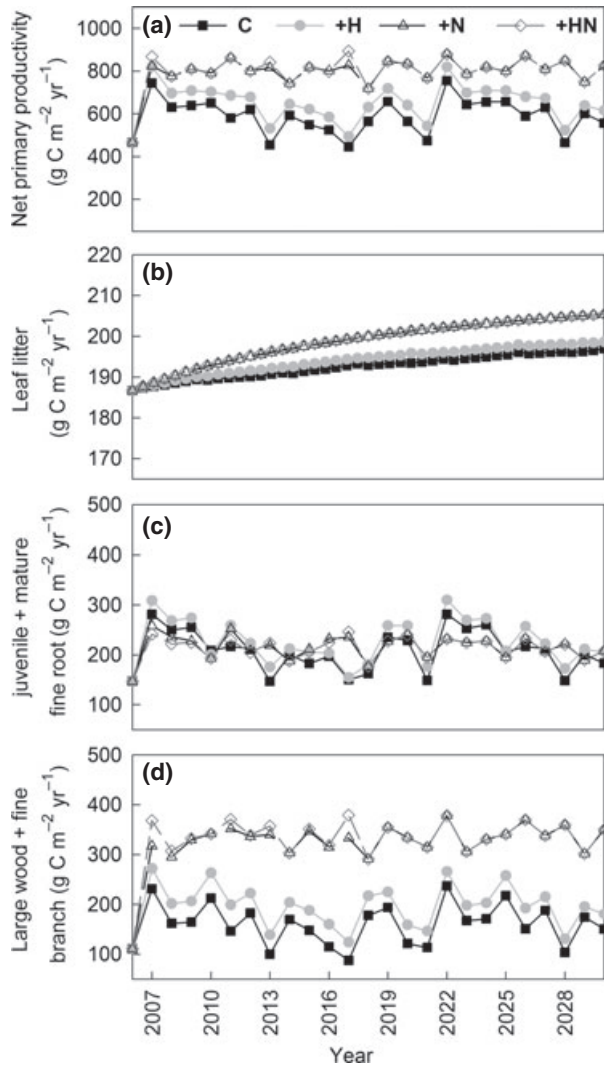 (a) C +H +N +HN
1000
800
600
400
200
Net primary productivity
(g C m−2 yr−1)
(b)
220
210
200
190
180
170
Leaf litter
(g C m−2 yr−1)
(c)
500
400
300
200
100
juvenile + mature
fine root (g C m−2 yr−1)
(d)
500
400
300
200
100
Large wood + fine
branch (g C m−2 yr−1)
2007 2010 2013 2016 2019 2022 2025 2028
Year